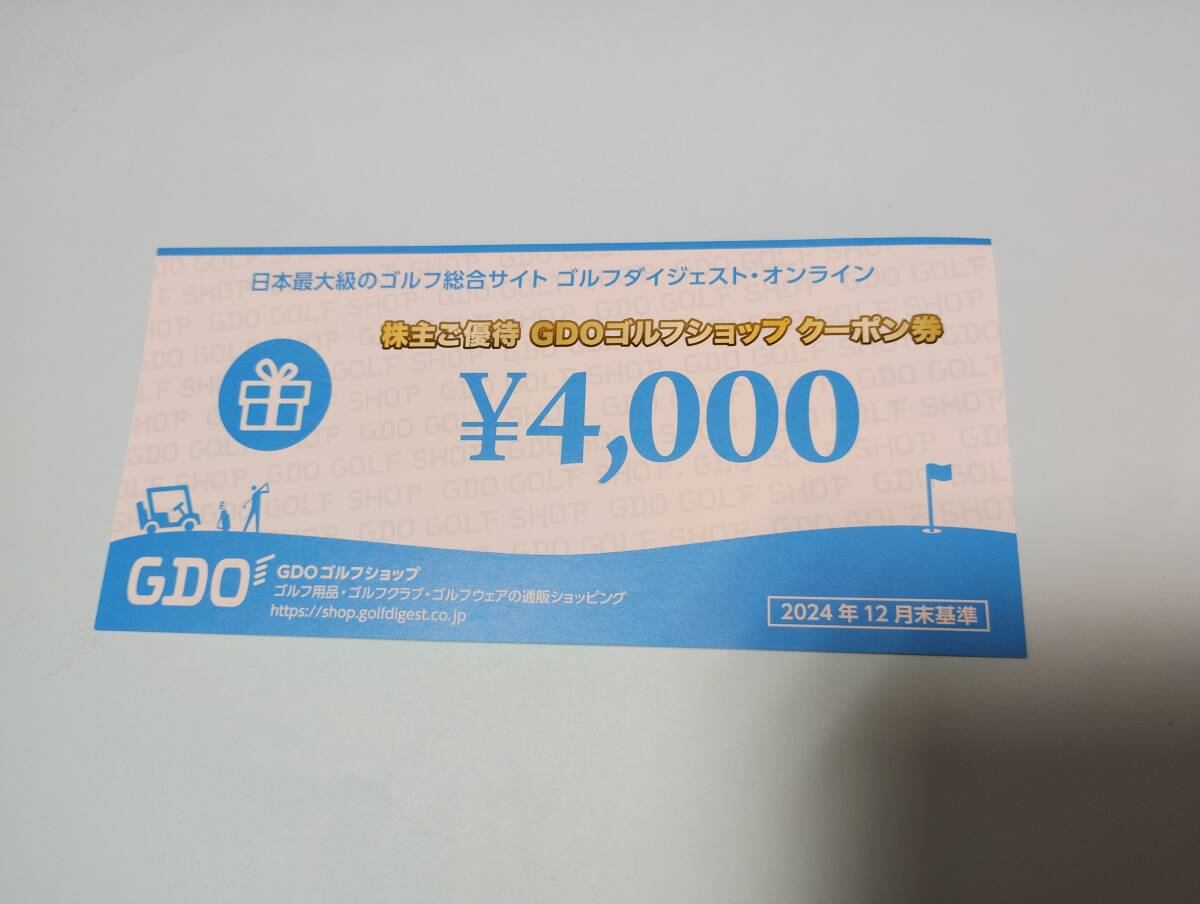 日本最大級のゴルフ総合サイト ゴルフダイジェスト・オンライン
株主ご優待 GDOゴルフショップ クーポン券
¥4,000
GDO
GDOゴルフショップ
ゴルフ用品・ゴルフクラブ・ゴルフウェアの通販ショッピング
https://shop.golfdigest.co.jp
2024年12月末基準
GDO GOLF SHOP